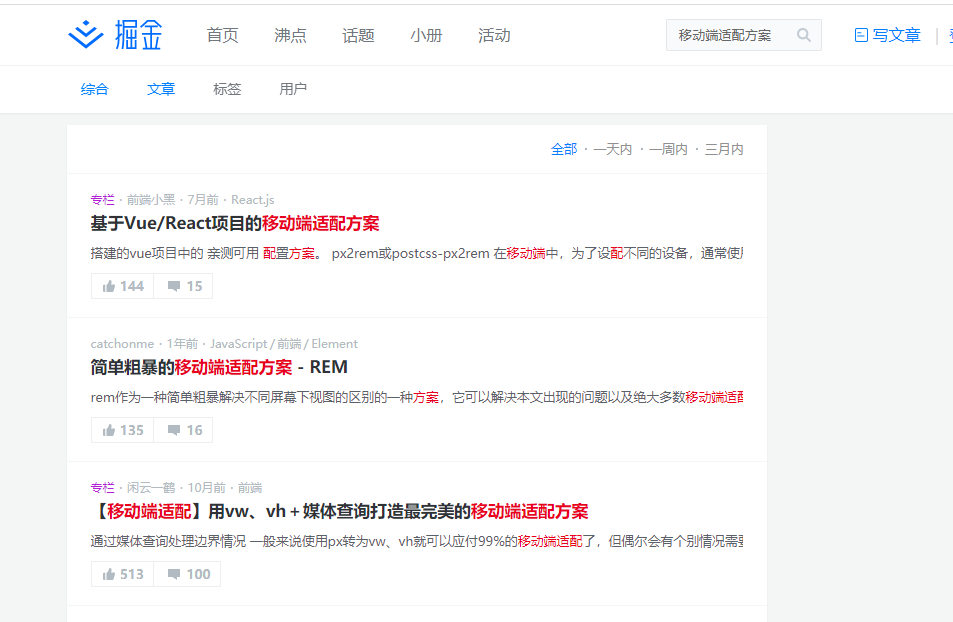 掘金 首页 沸点 话题 小册 活动 移动端适配方案 写文章
综合 文章 标签 用户
全部 · 一天内 · 一周内 · 三月内
专栏 · 前端小黑 · 7月前 · React.js
基于Vue/React项目的移动端适配方案
搭建的vue项目中的 亲测可用 配置方案。 px2rem或postcss-px2rem 在移动端中，为了设配不同的设备，通常使用
144 15
catchonme · 1年前 · JavaScript / 前端 / Element
简单粗暴的移动端适配方案 - REM
rem作为一种简单粗暴解决不同屏幕下视图的区别的一种方案，它可以解决本文出现的问题以及绝大多数移动端适配
135 16
专栏 · 闲云一鹤 · 10月前 · 前端
【移动端适配】用vw、vh＋媒体查询打造最完美的移动端适配方案
通过媒体查询处理边界情况 一般来说使用px转为vw、vh就可以应付99%的移动端适配了，但偶尔会有个别情况需要
513 100